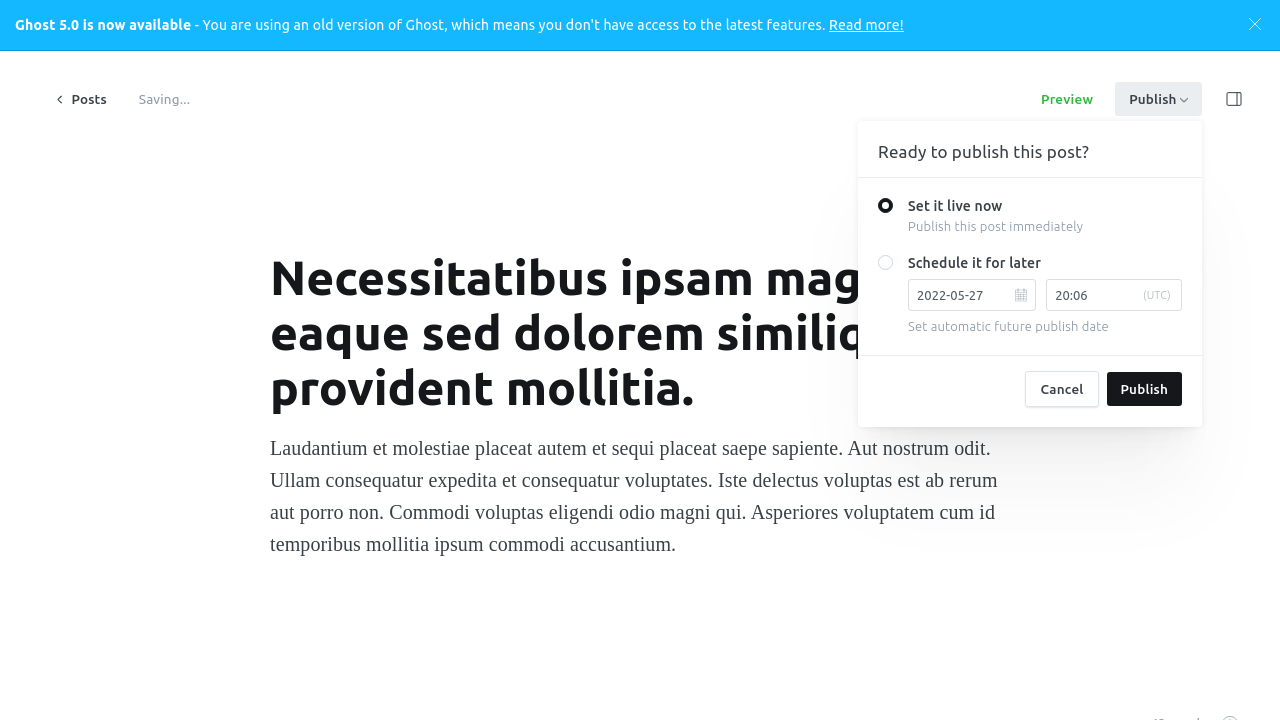 Ghost 5.0 is now available - You are using an old version of Ghost, which means you don't have access to the latest features. Read more!
Posts
Saving...
Preview
Publish
Ready to publish this post?
Set it live now
Publish this post immediately
Schedule it for later
2022-05-27
20:06
(UTC)
Set automatic future publish date
Cancel
Publish
Necessitatibus ipsam mag
eaque sed dolorem similiq
provident mollitia.
Laudantium et molestiae placeat autem et sequi placeat saepe sapiente. Aut nostrum odit.
Ullam consequatur expedita et consequatur voluptates. Iste delectus voluptas est ab rerum
aut porro non. Commodi voluptas eligendi odio magni qui. Asperiores voluptatem cum id
temporibus mollitia ipsum commodi accusantium.